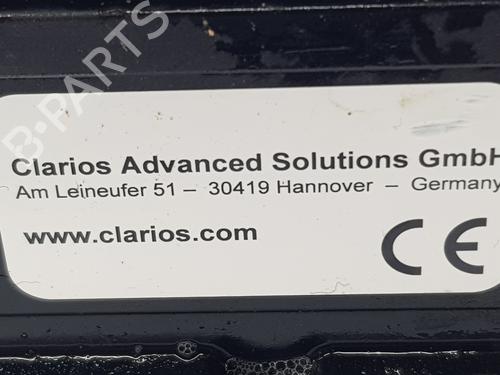 B-PARTS
Clarios Advanced Solutions GmbH
Am Leineufer 51 – 30419 Hannover – Germany
www.clarios.com
CE